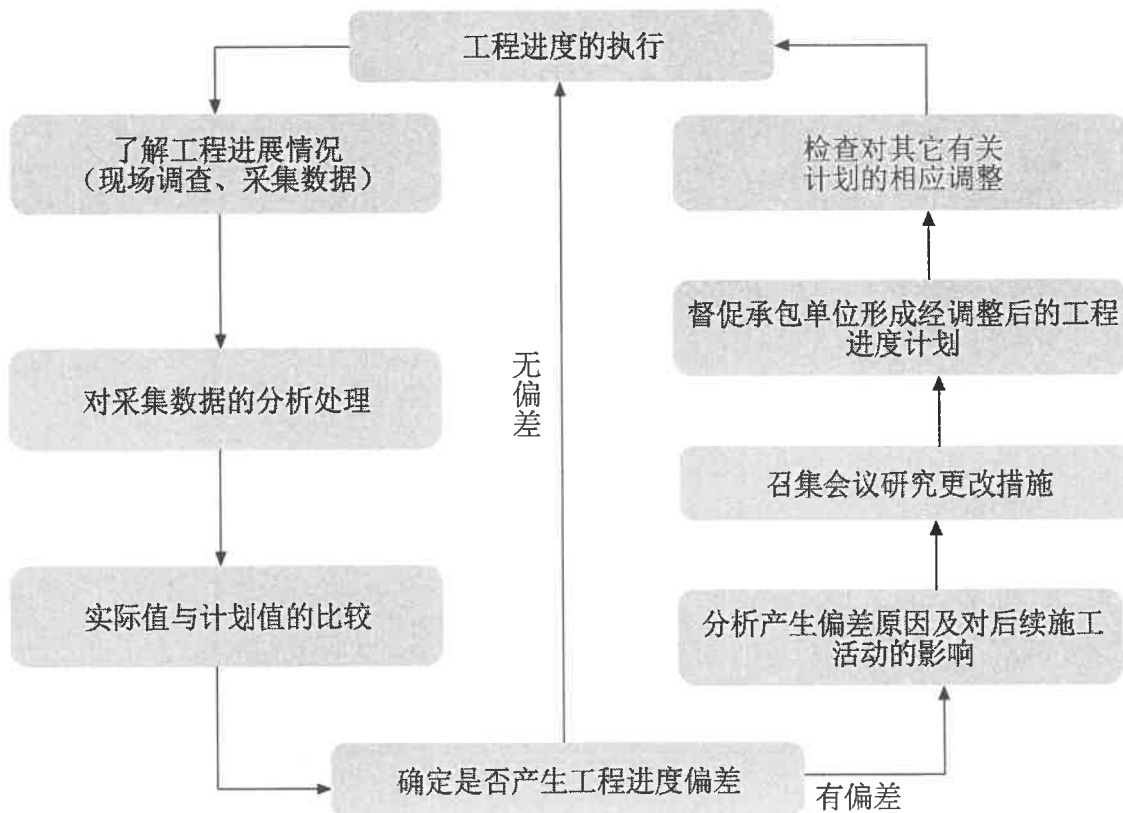 工程进度的执行
了解工程进展情况
（现场调查、采集数据）
对采集数据的分析处理
实际值与计划值的比较
确定是否产生工程进度偏差
无偏差
有偏差
分析产生偏差原因及对后续施工
活动的影响
召集会议研究更改措施
督促承包单位形成经调整后的工程
进度计划
检查对其它有关
计划的相应调整